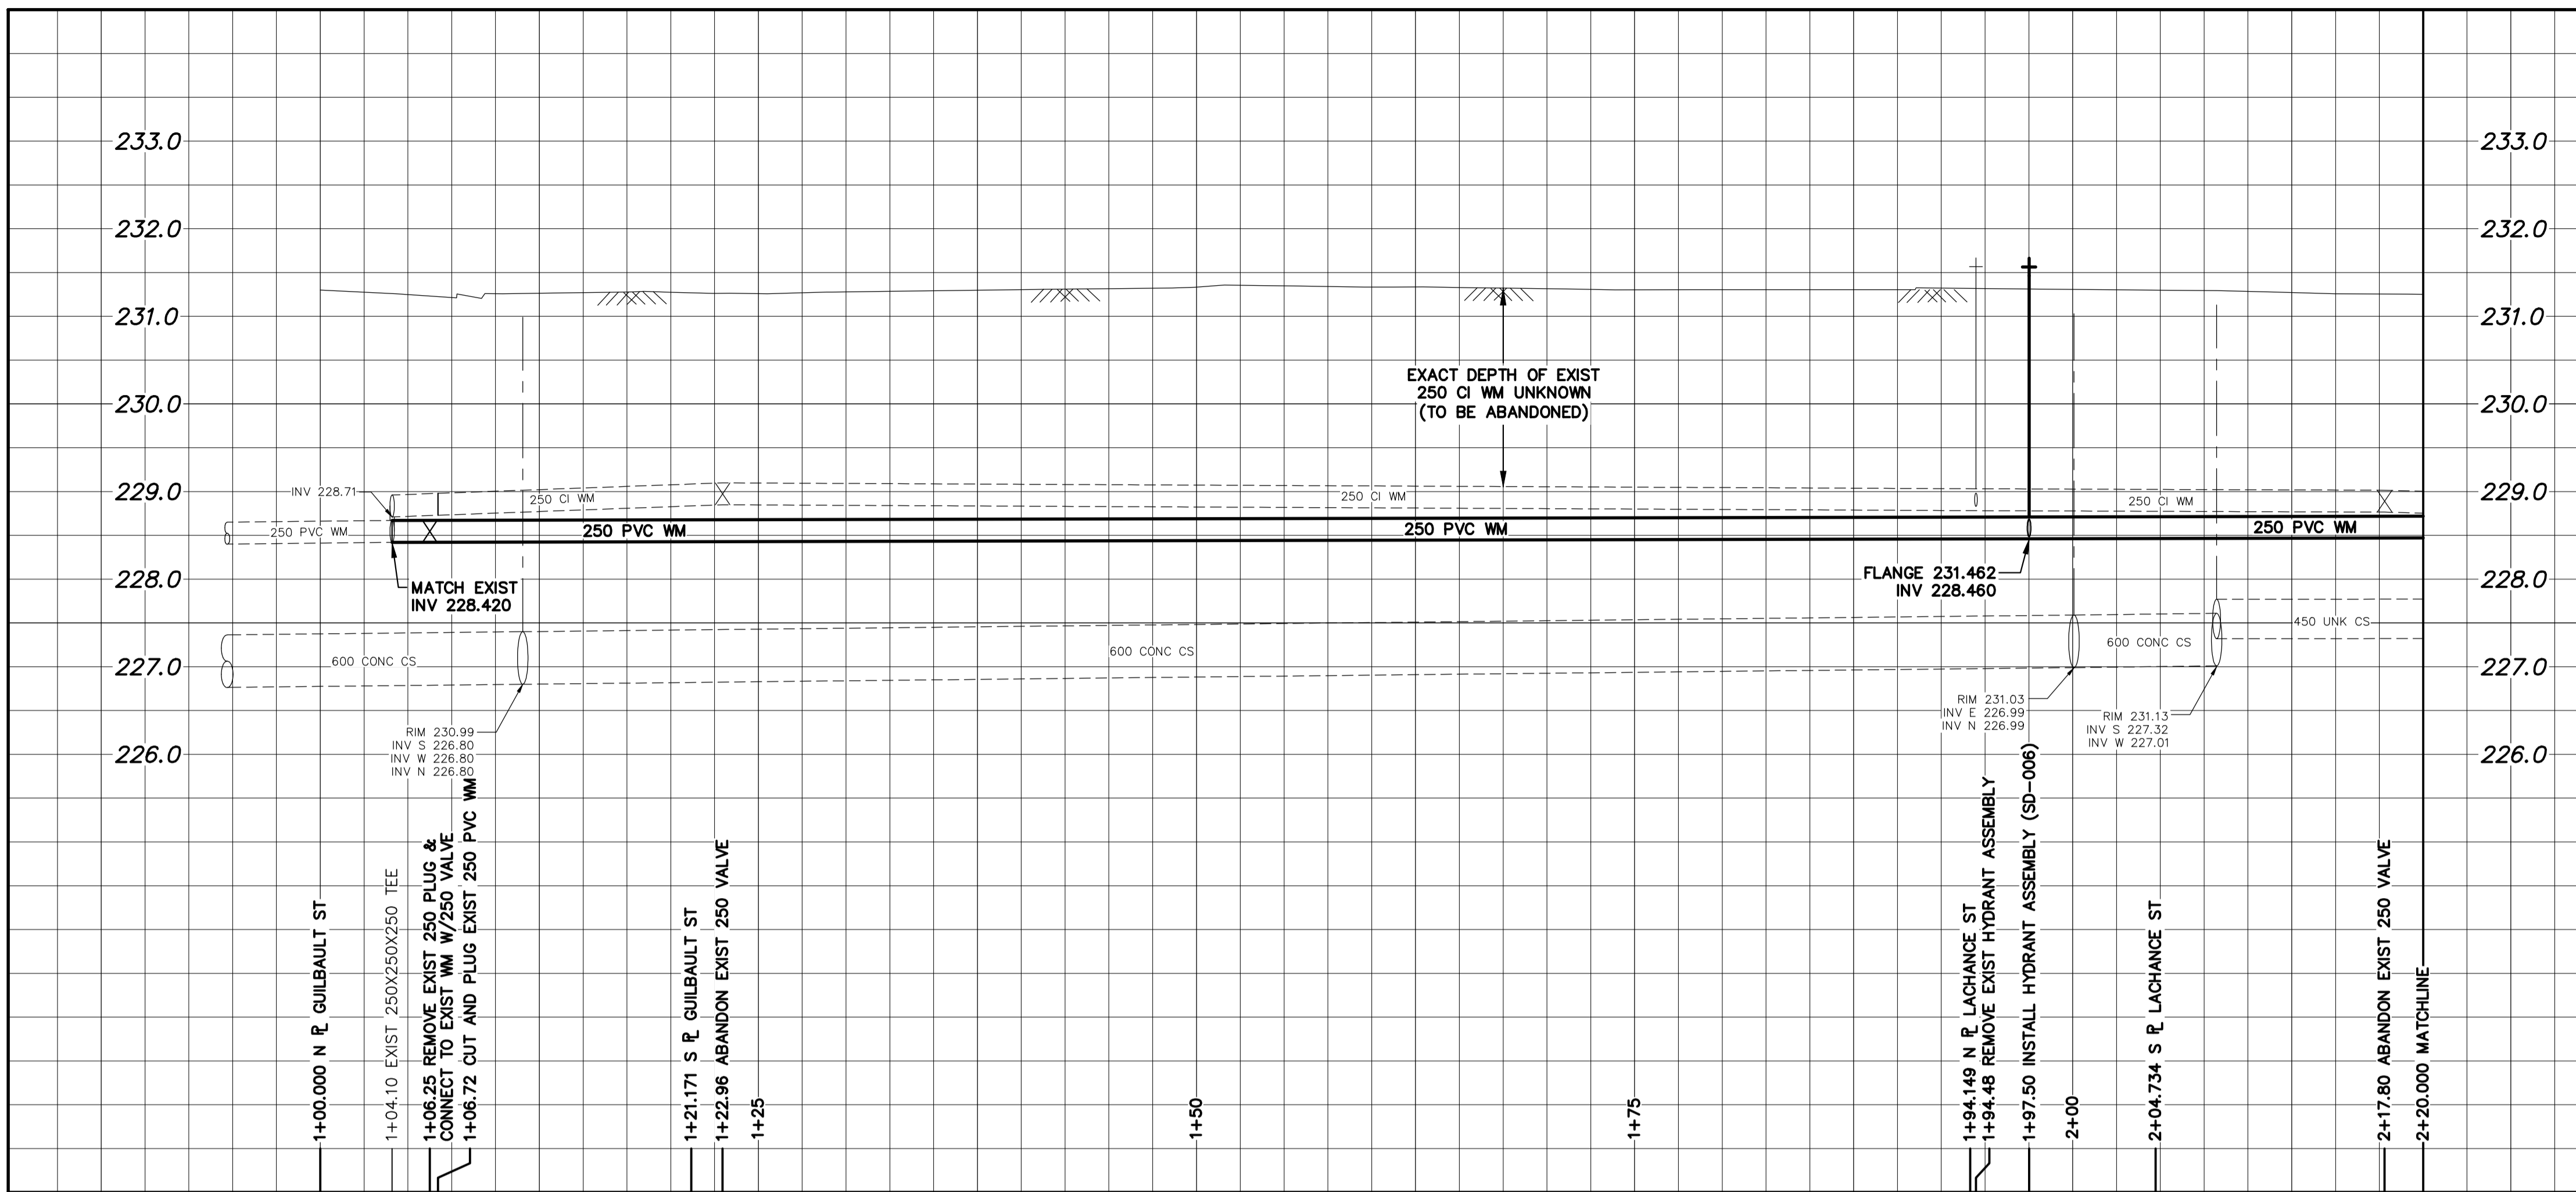 233.0
233.0
232.0
232.0
231.0
231.0
EXACT DEPTH OF EXIST
250 CI WM UNKNOWN
(TO BE ABANDONED)
230.0
230.0
229.0
INV 228.71
250 CI WM
250 CI WM
250 CI WM
229.0
250 PVC WM
250 PVC WM
250 PVC WM
250 PVC WM
228.0
MATCH EXIST
INV 228.420
FLANGE 231.462
INV 228.460
228.0
600 CONC CS
600 CONC CS
600 CONC CS
450 UNK CS
227.0
227.0
RIM 230.99
INV S 226.80
INV W 226.80
INV N 226.80
RIM 231.03
INV E 226.99
INV N 226.99
RIM 231.13
INV S 227.32
INV W 227.01
226.0
226.0
1+00.000 N PL GUILBAULT ST
1+04.10 EXIST 250X250X250 TEE
1+06.25 REMOVE EXIST 250 PLUG &
CONNECT TO EXIST WM W/250 VALVE
1+06.72 CUT AND PLUG EXIST 250 PVC WM
1+21.171 S PL GUILBAULT ST
1+22.96 ABANDON EXIST 250 VALVE
1+25
1+50
1+75
1+94.149 N PL LACHANCE ST
1+94.48 REMOVE EXIST HYDRANT ASSEMBLY
1+97.50 INSTALL HYDRANT ASSEMBLY (SD-006)
2+00
2+04.734 S PL LACHANCE ST
2+17.80 ABANDON EXIST 250 VALVE
2+20.000 MATCHLINE